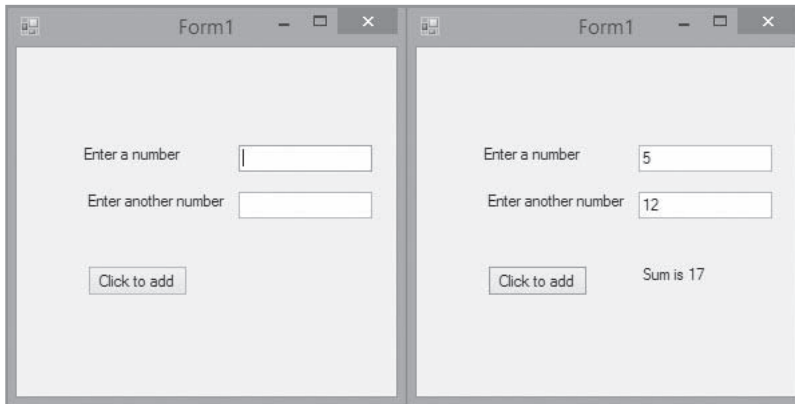 Form1
Enter a number
Enter another number
Click to add
Form1
Enter a number 5
Enter another number 12
Click to add Sum is 17